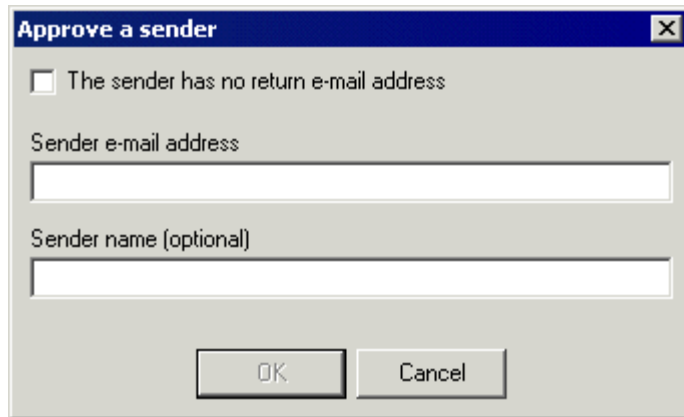 Approve a sender
The sender has no return e-mail address
Sender e-mail address
Sender name (optional)
OK
Cancel